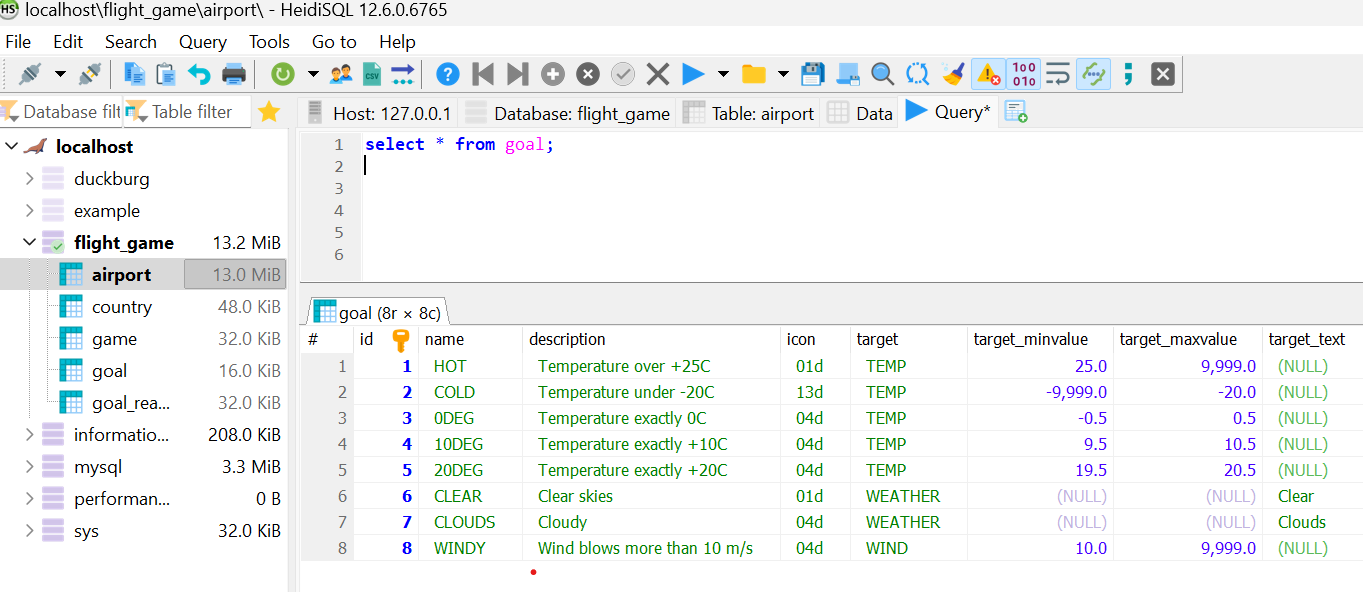 HS localhost\flight_game\airport\ - HeidiSQL 12.6.0.6765
File Edit Search Query Tools Go to Help
CSV ? 100 010 ;
Database filt Table filter
Host: 127.0.0.1 Database: flight_game Table: airport Data Query*
localhost
duckburg
example
flight_game 13.2 MiB
airport 13.0 MiB
country 48.0 KiB
game 32.0 KiB
goal 16.0 KiB
goal_rea... 32.0 KiB
informatio... 208.0 KiB
mysql 3.3 MiB
performan... 0 B
sys 32.0 KiB
1 select * from goal;
2
3
4
5
6
goal (8r × 8c)
# id name description icon target target_minvalue target_maxvalue target_text
1 1 HOT Temperature over +25C 01d TEMP 25.0 9,999.0 (NULL)
2 2 COLD Temperature under -20C 13d TEMP -9,999.0 -20.0 (NULL)
3 3 0DEG Temperature exactly 0C 04d TEMP -0.5 0.5 (NULL)
4 4 10DEG Temperature exactly +10C 04d TEMP 9.5 10.5 (NULL)
5 5 20DEG Temperature exactly +20C 04d TEMP 19.5 20.5 (NULL)
6 6 CLEAR Clear skies 01d WEATHER (NULL) (NULL) Clear
7 7 CLOUDS Cloudy 04d WEATHER (NULL) (NULL) Clouds
8 8 WINDY Wind blows more than 10 m/s 04d WIND 10.0 9,999.0 (NULL)